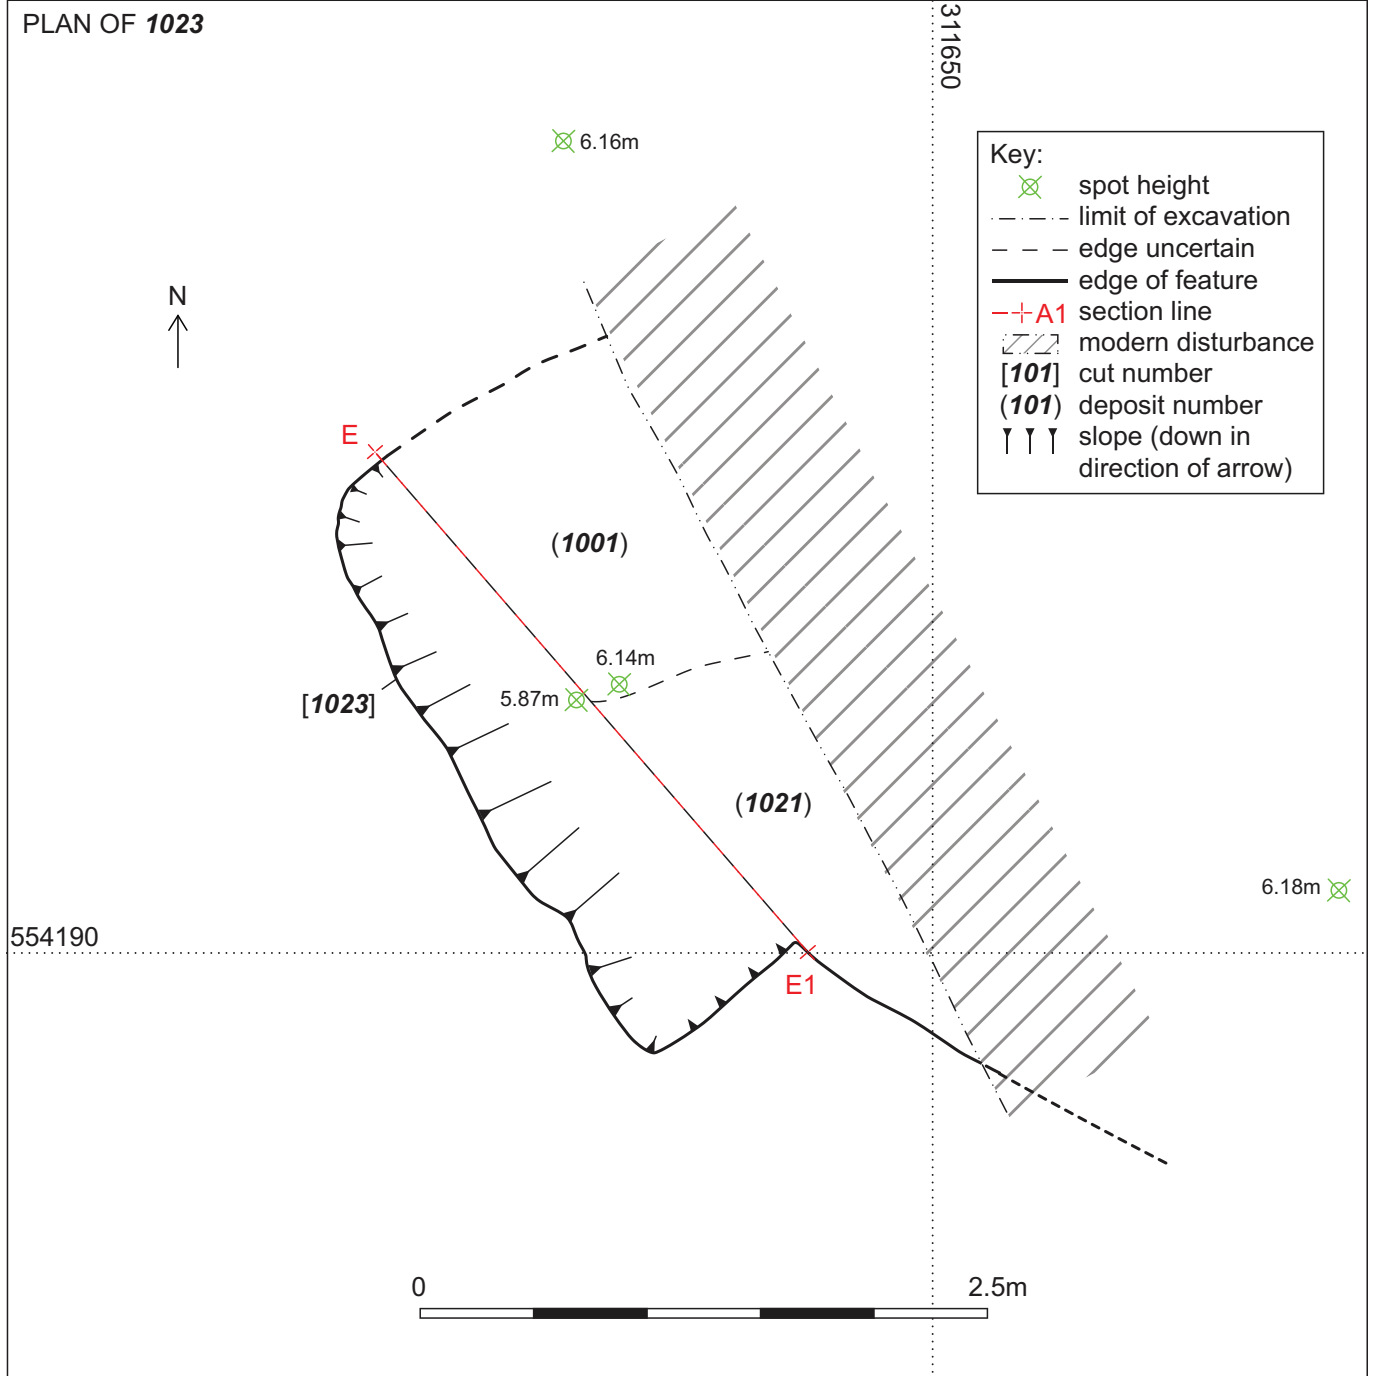 PLAN OF 1023
311650
6.16m
Key:
spot height
limit of excavation
edge uncertain
edge of feature
A1 section line
modern disturbance
[101] cut number
(101) deposit number
slope (down in
direction of arrow)
N
E
(1001)
6.14m
5.87m
[1023]
(1021)
6.18m
554190
E1
0 2.5m